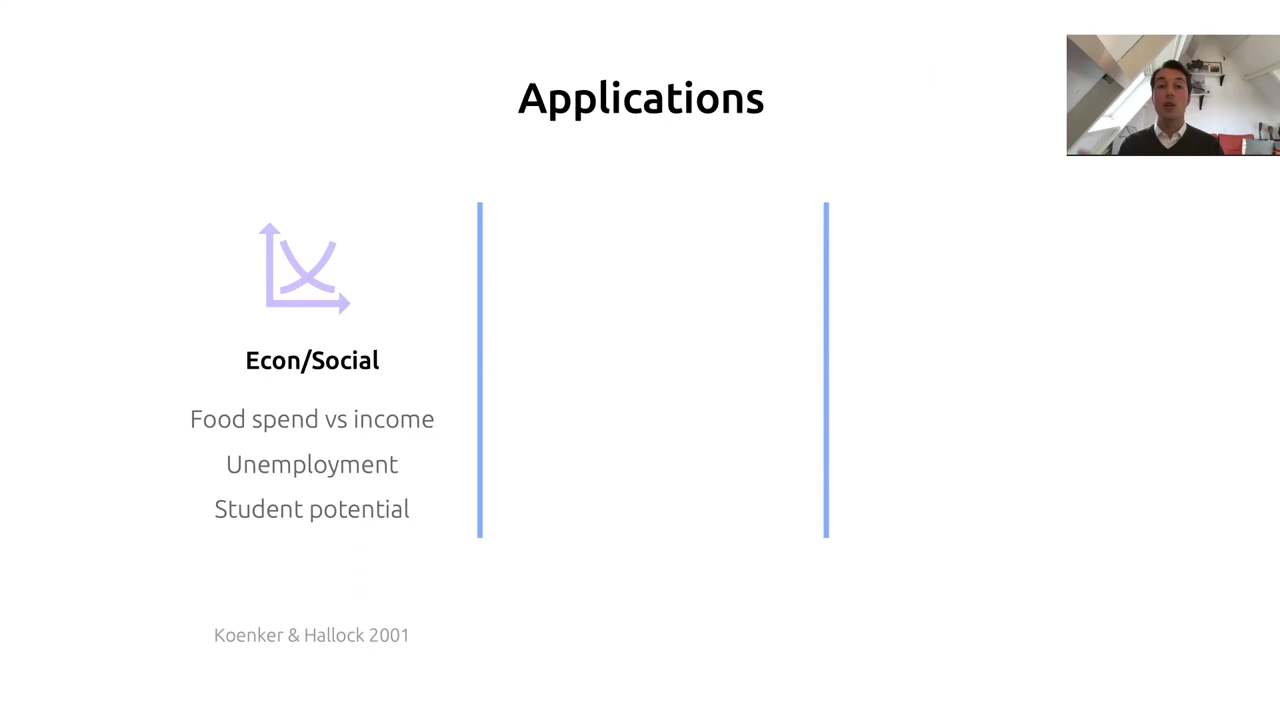 Applications
Econ/Social
Food spend vs income
Unemployment
Student potential
Koenker & Hallock 2001